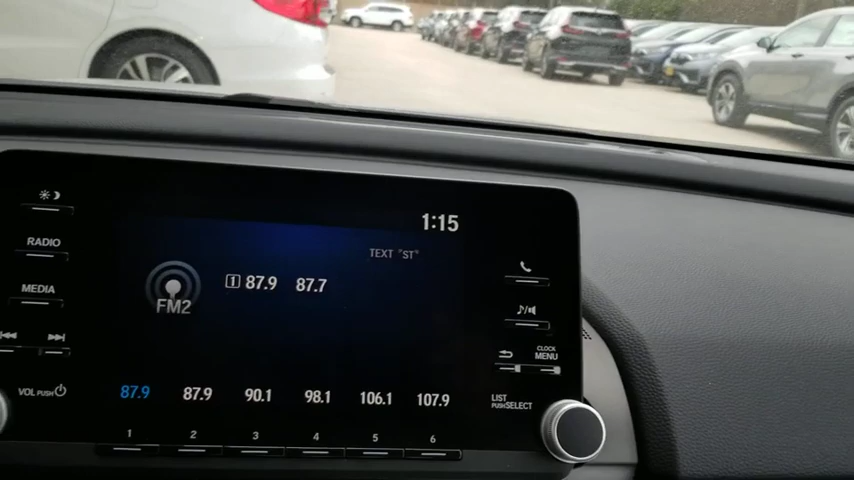 1:15
RADIO
TEXT "ST"
MEDIA
1 87.9 87.7
FM2
CLOCK
MENU
VOL PUSH
87.9 87.9 90.1 98.1 106.1 107.9
LIST
PUSH SELECT
1 2 3 4 5 6